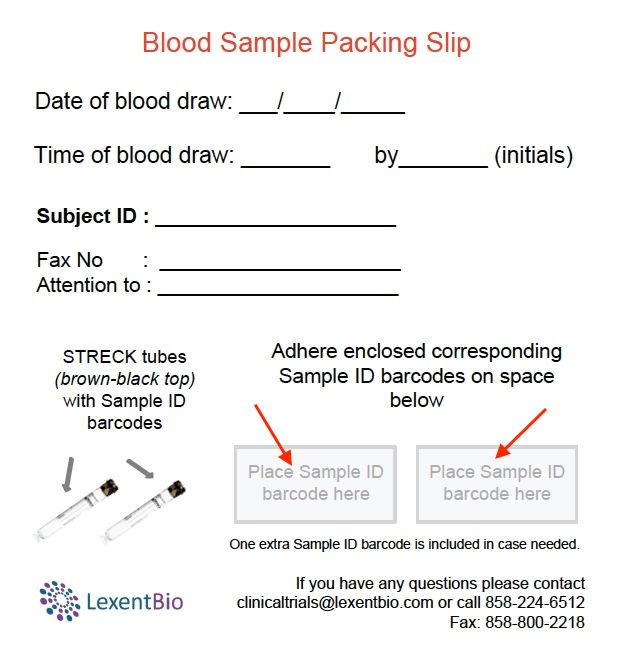 Blood Sample Packing Slip
Date of blood draw: ___/____/_____
Time of blood draw: _______ by_______ (initials)
Subject ID : ____________________
Fax No : ____________________
Attention to : ____________________
STRECK tubes
(brown-black top)
with Sample ID
barcodes
Adhere enclosed corresponding
Sample ID barcodes on space
below
Place Sample ID
barcode here
Place Sample ID
barcode here
One extra Sample ID barcode is included in case needed.
LexentBio
If you have any questions please contact
clinicaltrials@lexentbio.com or call 858-224-6512
Fax: 858-800-2218